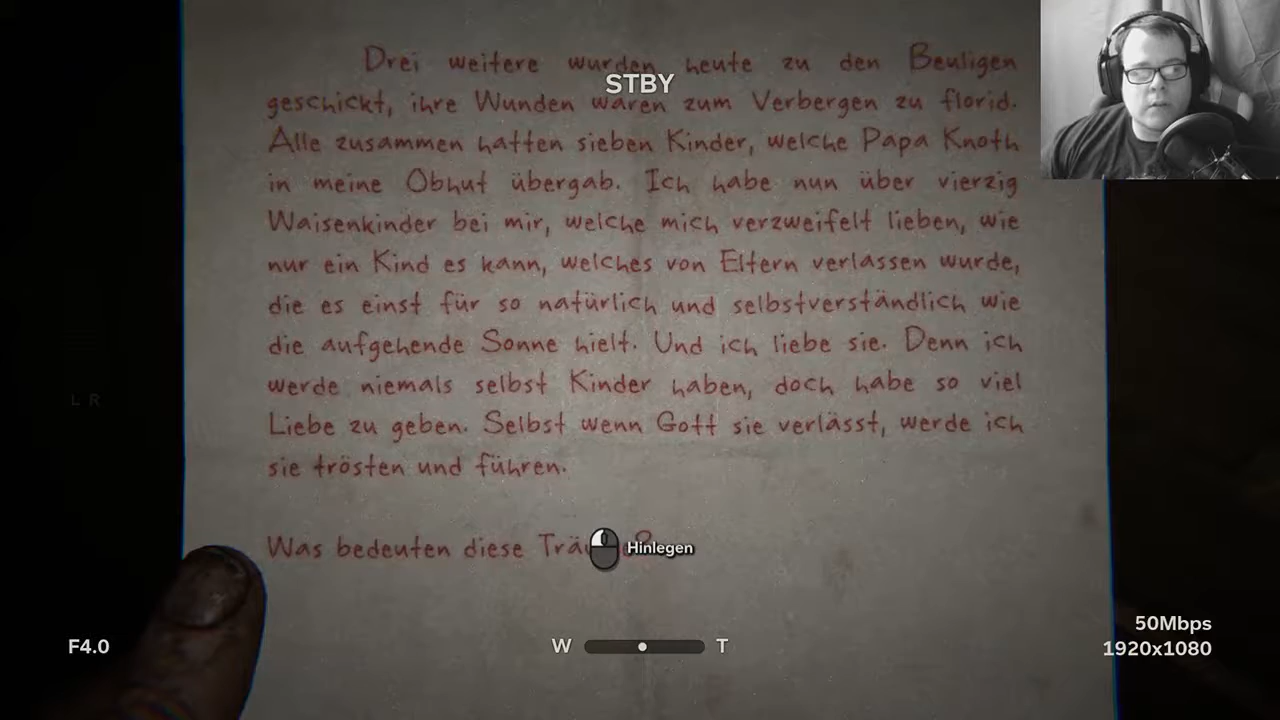 Drei weitere wurden heute zu den Beuligen
STBY
geschickt, ihre Wunden waren zum Verbergen zu florid.
Alle zusammen hatten sieben Kinder, welche Papa Knoth
in meine Obhut übergab. Ich habe nun über vierzig
Waisenkinder bei mir, welche mich verzweifelt lieben, wie
nur ein Kind es kann, welches von Eltern verlassen wurde,
die es einst für so natürlich und selbstverständlich wie
die aufgehende Sonne hielt. Und ich liebe sie. Denn ich
L R
werde niemals selbst Kinder haben, doch habe so viel
Liebe zu geben. Selbst wenn Gott sie verlässt, werde ich
sie trösten und führen.
Was bedeuten diese
Hinlegen
50Mbps
F4.0
W T
1920x1080